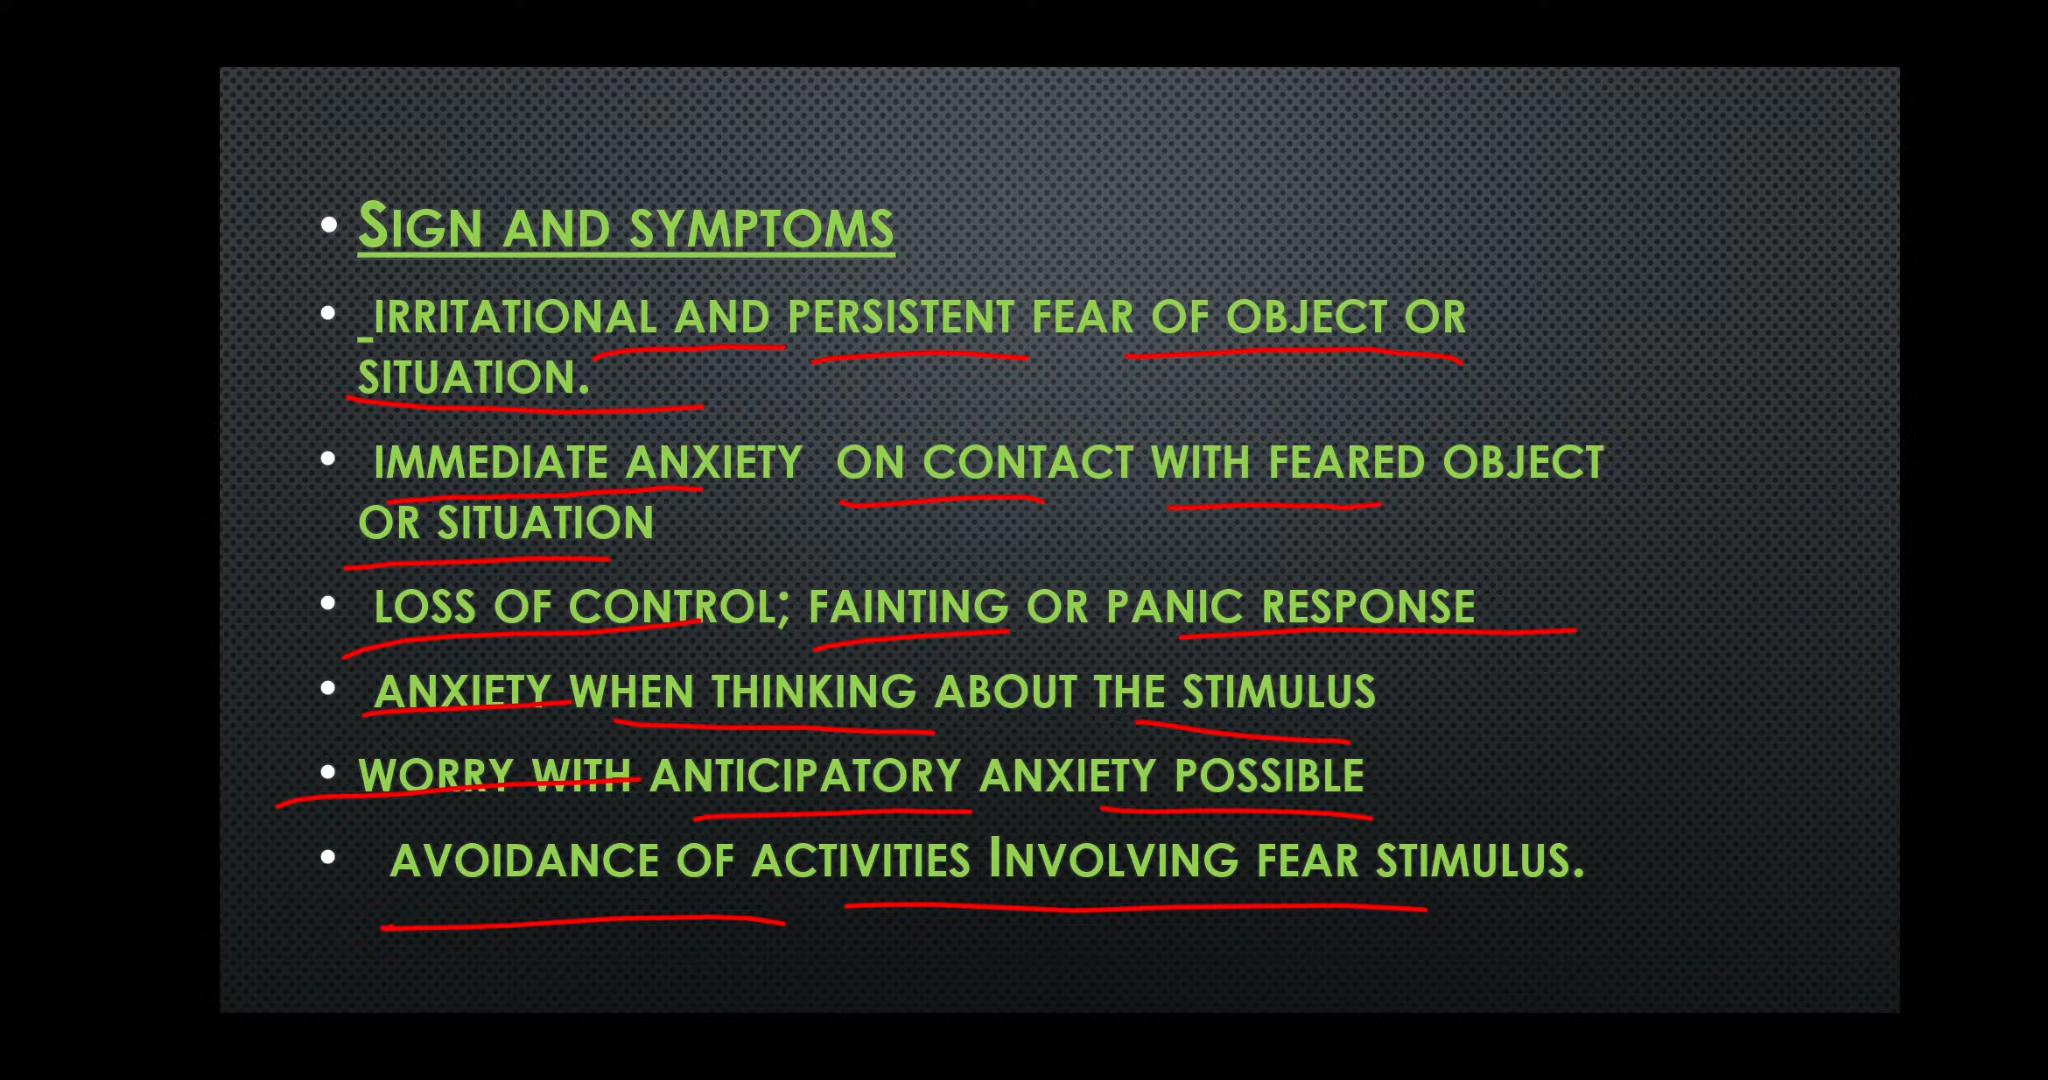 • SIGN AND SYMPTOMS
• IRRITATIONAL AND PERSISTENT FEAR OF OBJECT OR
SITUATION.
• IMMEDIATE ANXIETY ON CONTACT WITH FEARED OBJECT
OR SITUATION
• LOSS OF CONTROL; FAINTING OR PANIC RESPONSE
• ANXIETY WHEN THINKING ABOUT THE STIMULUS
• WORRY WITH ANTICIPATORY ANXIETY POSSIBLE
• AVOIDANCE OF ACTIVITIES INVOLVING FEAR STIMULUS.